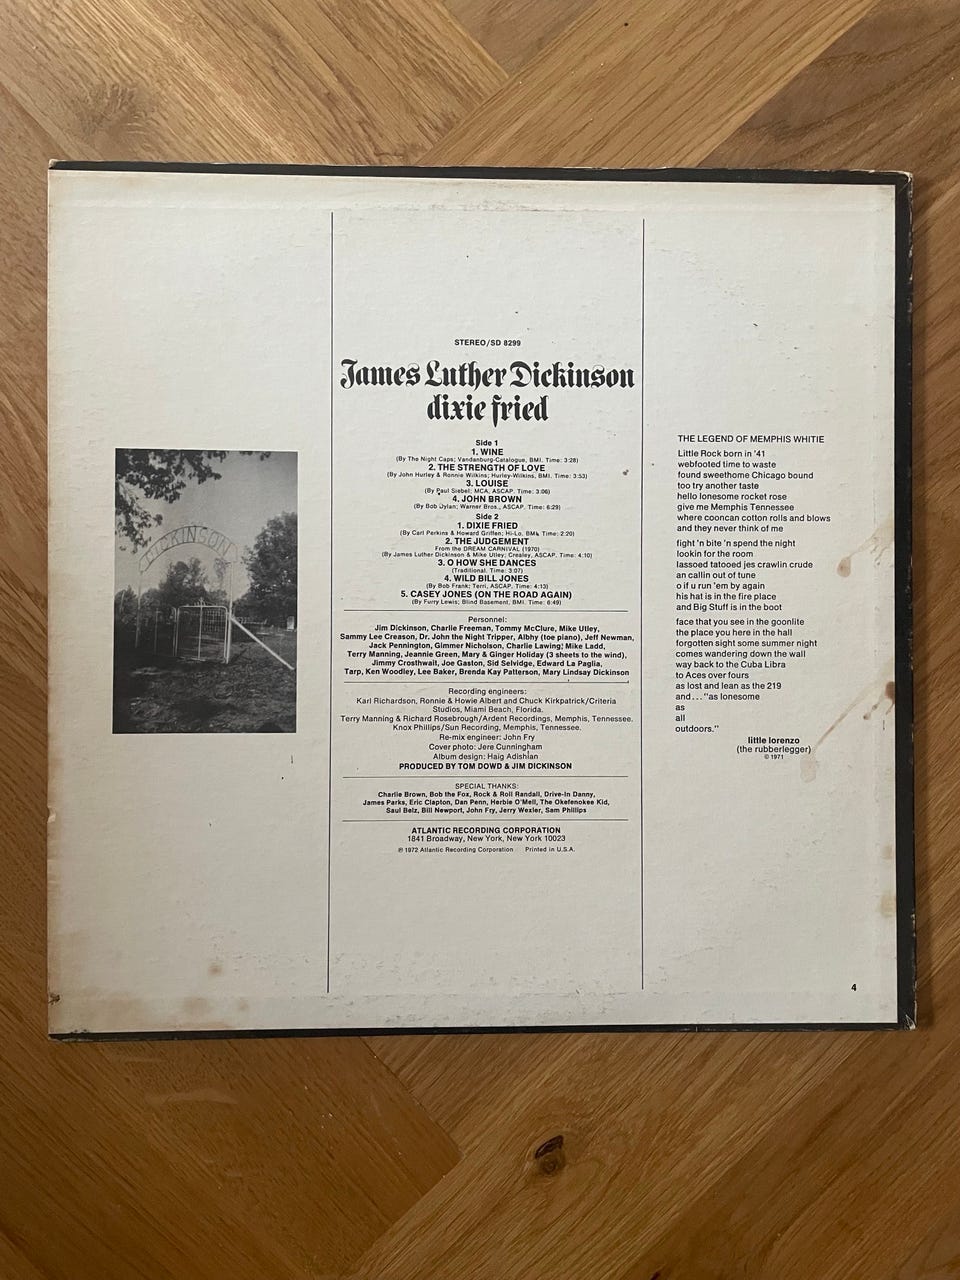 DICKINSON
STEREO/SD 8299
James Luther Dickinson
dixie fried
Side 1
1. WINE
(By The Night Caps; Vandanburg-Catalogue, BMI. Time: 3:28)
2. THE STRENGTH OF LOVE
(By John Hurley & Ronnie Wilkins; Hurley-Wilkins, BMI. Time: 3:53)
3. LOUISE
(By Paul Siebel; MCA, ASCAP. Time: 3:06)
4. JOHN BROWN
(By Bob Dylan; Warner Bros., ASCAP. Time: 6:29)
Side 2
1. DIXIE FRIED
(By Carl Perkins & Howard Griffen; Hi-Lo, BMI. Time: 2:20)
2. THE JUDGEMENT
From the DREAM CARNIVAL (1970)
(By James Luther Dickinson & Mike Utley; Crealey, ASCAP. Time: 4:10)
3. O HOW SHE DANCES
(Traditional. Time: 3:07)
4. WILD BILL JONES
(By Bob Frank; Terri, ASCAP. Time: 4:13)
5. CASEY JONES (ON THE ROAD AGAIN)
(By Furry Lewis; Blind Basement, BMI. Time: 6:49)
Personnel:
Jim Dickinson, Charlie Freeman, Tommy McClure, Mike Utley,
Sammy Lee Creason, Dr. John the Night Tripper, Albhy (toe piano), Jeff Newman,
Jack Pennington, Gimmer Nicholson, Charlie Lawing, Mike Ladd,
Terry Manning, Jeannie Green, Mary & Ginger Holiday (3 sheets to the wind),
Jimmy Crosthwait, Joe Gaston, Sid Selvidge, Edward La Paglia,
Tarp, Ken Woodley, Lee Baker, Brenda Kay Patterson, Mary Lindsay Dickinson
Recording engineers:
Karl Richardson, Ronnie & Howie Albert and Chuck Kirkpatrick/Criteria
Studios, Miami Beach, Florida.
Terry Manning & Richard Rosebrough/Ardent Recordings, Memphis, Tennessee.
Knox Phillips/Sun Recording, Memphis, Tennessee.
Re-mix engineer: John Fry
Cover photo: Jere Cunningham
Album design: Haig Adishian
PRODUCED BY TOM DOWD & JIM DICKINSON
SPECIAL THANKS:
Charlie Brown, Bob the Fox, Rock & Roll Randall, Drive-In Danny,
James Parks, Eric Clapton, Dan Penn, Herbie O'Mell, The Okefenokee Kid,
Saul Belz, Bill Newport, John Fry, Jerry Wexler, Sam Phillips
ATLANTIC RECORDING CORPORATION
1841 Broadway, New York, New York 10023
℗ 1972 Atlantic Recording Corporation Printed in U.S.A.
THE LEGEND OF MEMPHIS WHITIE
Little Rock born in '41
webfooted time to waste
found sweethome Chicago bound
too try another taste
hello lonesome rocket rose
give me Memphis Tennessee
where cooncan cotton rolls and blows
and they never think of me
fight 'n bite 'n spend the night
lookin for the room
lassoed tatooed jes crawlin crude
an callin out of tune
o if u run 'em by again
his hat is in the fire place
and Big Stuff is in the boot
face that you see in the goonlite
the place you here in the hall
forgotten sight some summer night
comes wandering down the wall
way back to the Cuba Libra
to Aces over fours
as lost and lean as the 219
and... "as lonesome
as
all
outdoors."
little lorenzo
(the rubberlegger)
© 1971
4